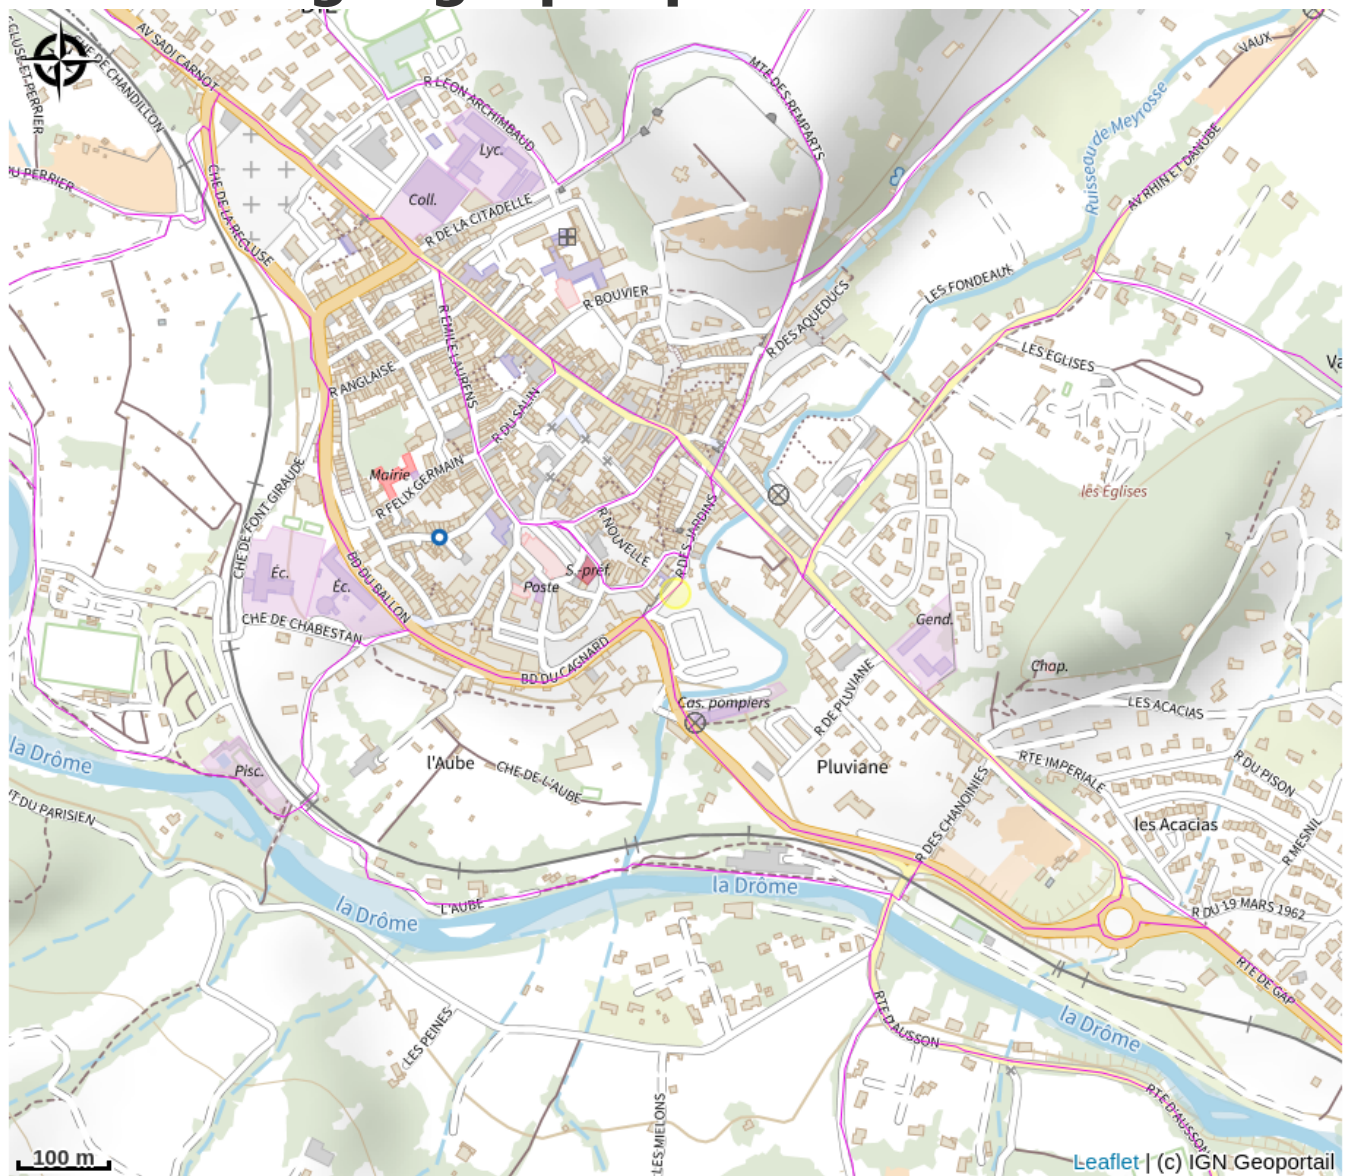 AV SADI CARNOT
CHE DE CHANDILLON
DU PERRIER
CHE DE LA RECLUSE
R LEON ARCHIMBAUD
Lyc.
Coll.
R DE LA CITADELLE
MTE DES REMPARTS
VAUX
Ruisseau de Meyrosse
AV RHIN ET DANUBE
LES FONDEAUX
R BOUVIER
R DES AQUEDUCS
LES EGLISES
R EMILE LAURENS
R ANGLAISE
R DU SALIN
Mairie
R FELIX GERMAIN
les Eglises
CHE DE FONT GIRAUDE
R NOUVELLE
R DES JARDINS
S.-préf.
Poste
Éc.
Éc.
BD DU BALLON
CHE DE CHABESTAN
Gend.
BD DU CAGNARD
Chap.
Cas. pompiers
R DE PLUVIANE
LES ACACIAS
la Drôme
Pisc.
l'Aube
CHE DE L'AUBE
Pluviane
RTE IMPERIALE
R DU PISON
T DU PARISIEN
R DES CHANOINIES
les Acacias
R MESNIL
la Drôme
L'AUBE
la Drôme
R DU 19 MARS 1962
RTE DE GAP
LES PEINES
RTE D'AUSSON
la Drôme
LES MIELONS
RTE D'AUSSON
100 m
Leaflet | (c) IGN Geoportail